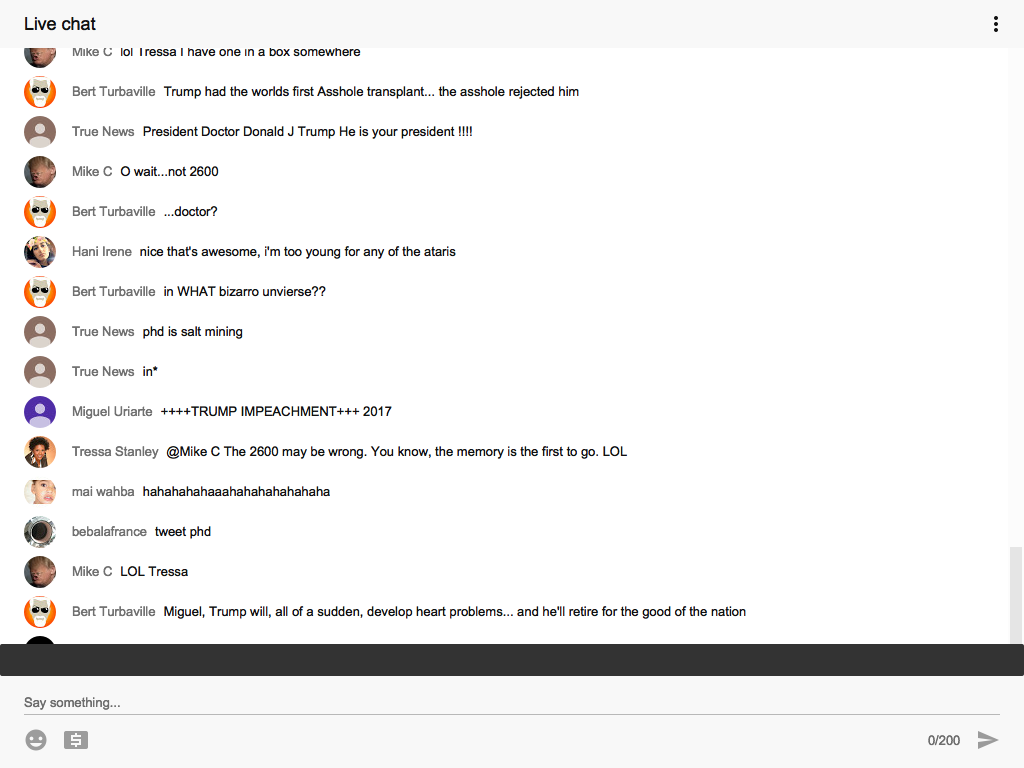 Live chat
Mike C lol Tressa I have one in a box somewhere
Bert Turbaville Trump had the worlds first Asshole transplant... the asshole rejected him
True News President Doctor Donald J Trump He is your president !!!!
Mike C O wait...not 2600
Bert Turbaville ...doctor?
Hani Irene nice that's awesome, i'm too young for any of the ataris
Bert Turbaville in WHAT bizarro unvierse??
True News phd is salt mining
True News in*
Miguel Uriarte ++++TRUMP IMPEACHMENT+++ 2017
Tressa Stanley @Mike C The 2600 may be wrong. You know, the memory is the first to go. LOL
mai wahba hahahahahaaahahahahahahaha
bebalafrance tweet phd
Mike C LOL Tressa
Bert Turbaville Miguel, Trump will, all of a sudden, develop heart problems... and he'll retire for the good of the nation
Say something...
0/200